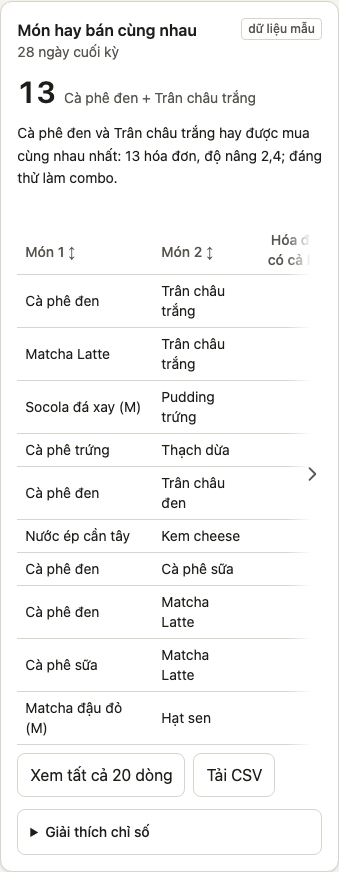 Món hay bán cùng nhau
dữ liệu mẫu
28 ngày cuối kỳ
13 Cà phê đen + Trân châu trắng
Cà phê đen và Trân châu trắng hay được mua
cùng nhau nhất: 13 hóa đơn, độ nâng 2,4; đáng
thử làm combo.
Món 1 Món 2 Hóa
có cả
Cà phê đen Trân châu
trắng
Matcha Latte Trân châu
trắng
Socola đá xay (M) Pudding
trứng
Cà phê trứng Thạch dừa
Cà phê đen Trân châu
đen
Nước ép cần tây Kem cheese
Cà phê đen Cà phê sữa
Cà phê đen Matcha
Latte
Cà phê sữa Matcha
Latte
Matcha đậu đỏ
(M) Hạt sen
Xem tất cả 20 dòng Tải CSV
Giải thích chỉ số